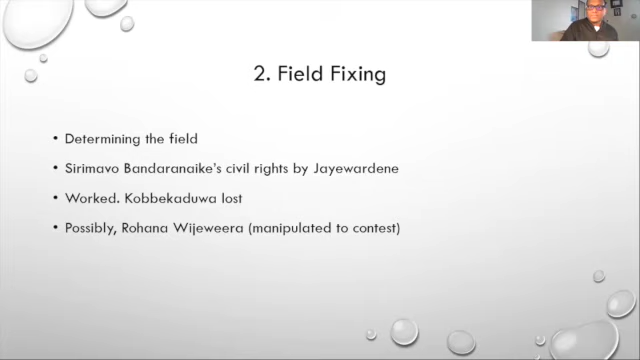 2. Field Fixing
• Determining the field
• Sirimavo Bandaranaike's civil rights by Jayewardene
• Worked. Kobbekaduwa lost
• Possibly, Rohana Wijeweera (manipulated to contest)